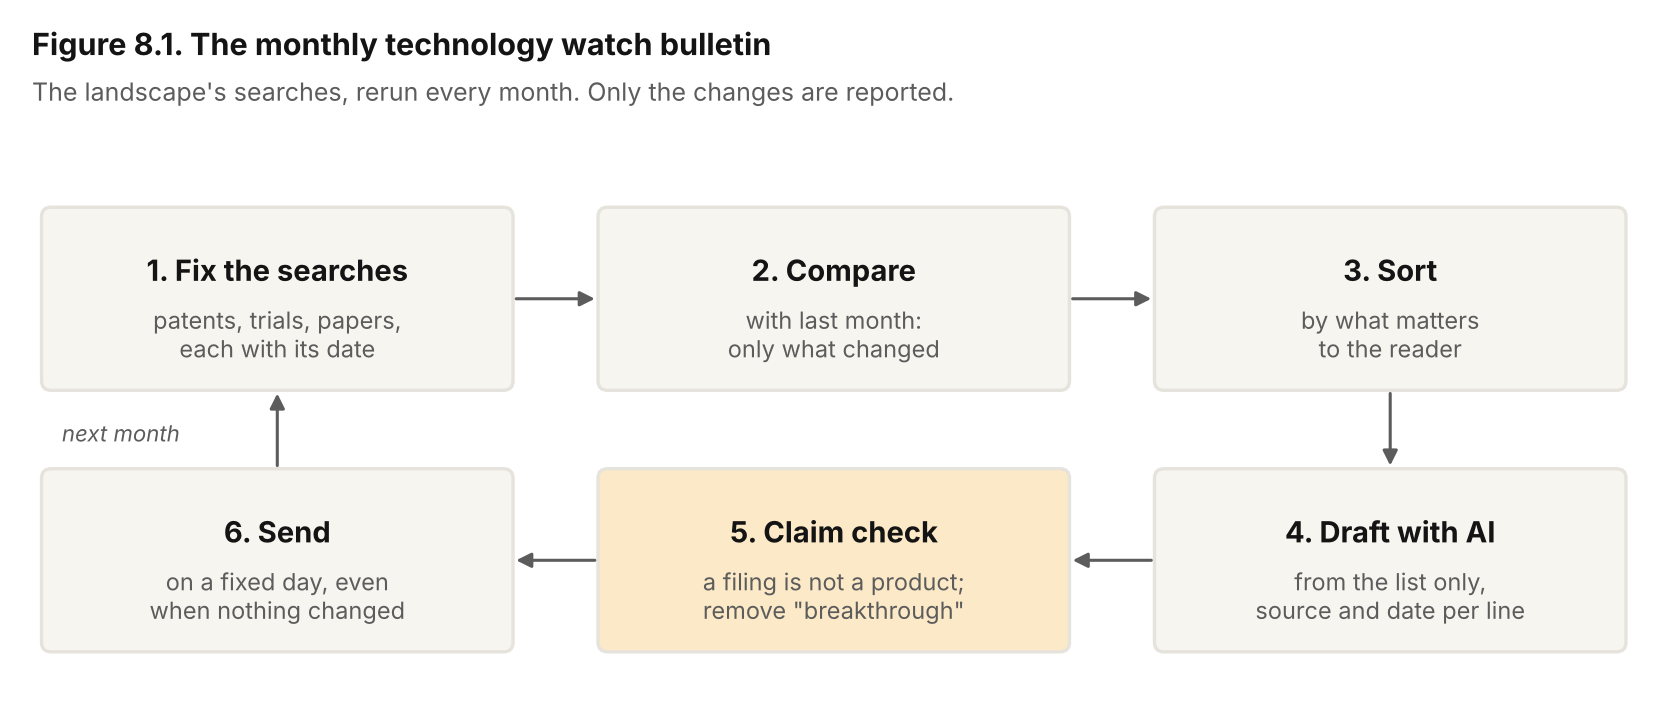 Figure 8.1. The monthly technology watch bulletin
The landscape's searches, rerun every month. Only the changes are reported.
1. Fix the searches
patents, trials, papers,
each with its date
2. Compare
with last month:
only what changed
3. Sort
by what matters
to the reader
next month
6. Send
on a fixed day, even
when nothing changed
5. Claim check
a filing is not a product;
remove "breakthrough"
4. Draft with AI
from the list only,
source and date per line